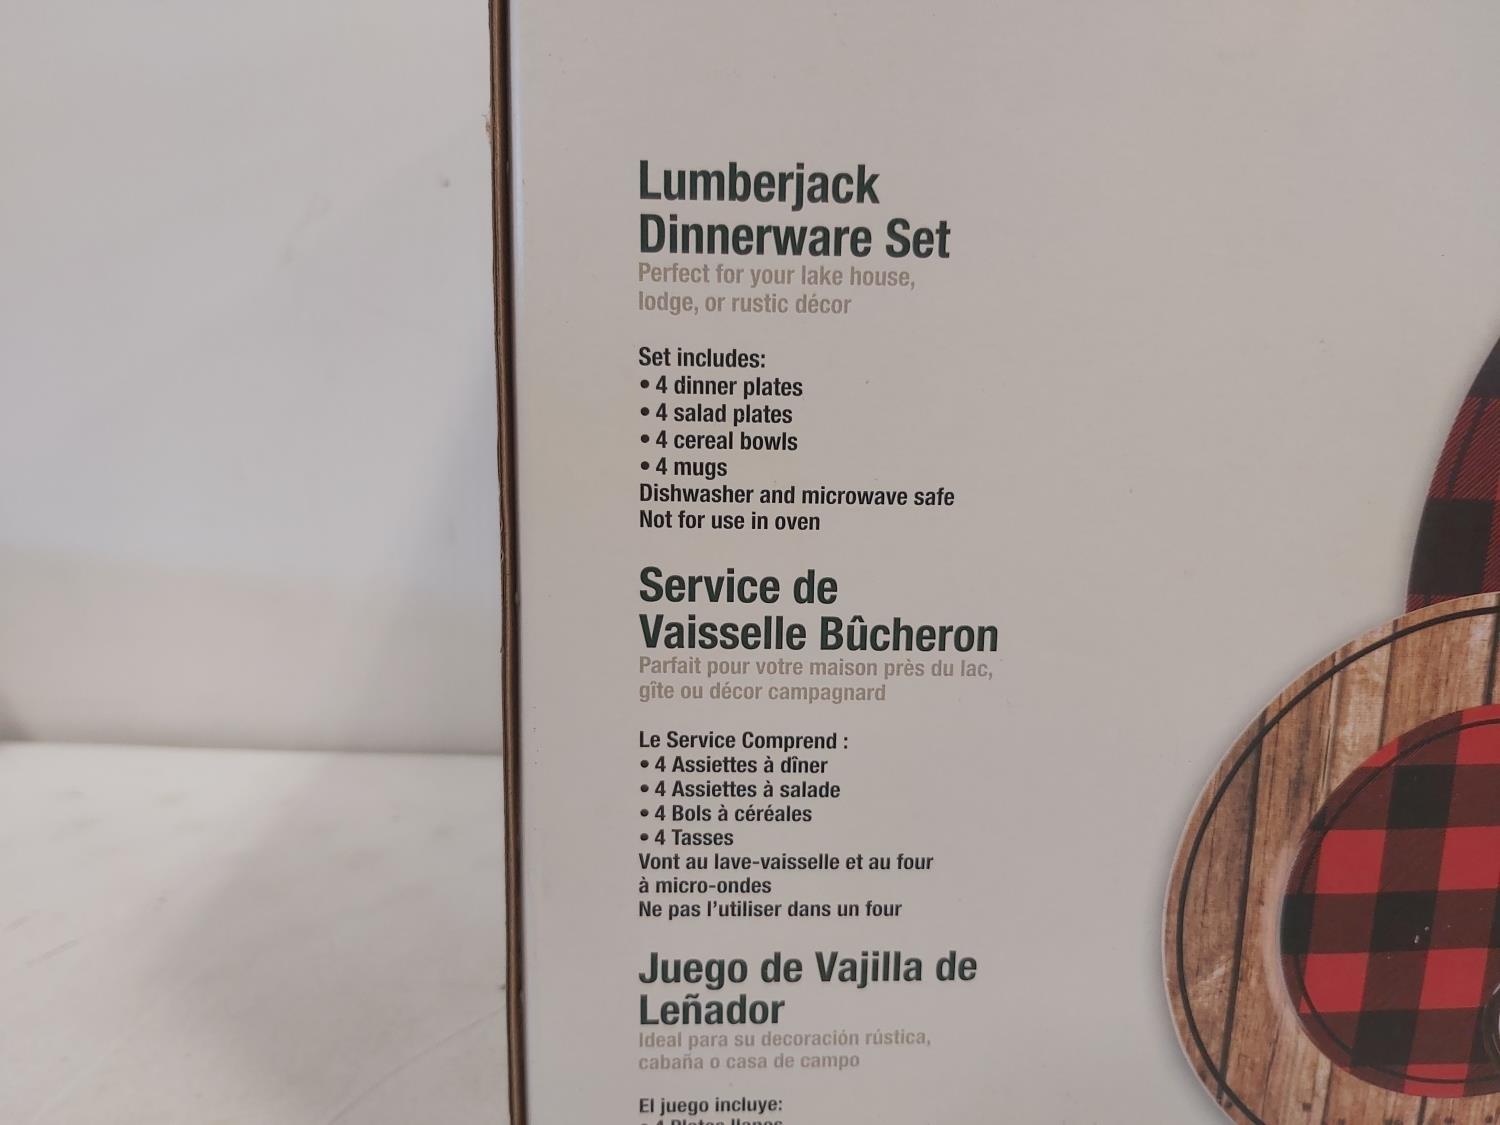 Lumberjack
Dinnerware Set
Perfect for your lake house,
lodge, or rustic décor
Set includes:
• 4 dinner plates
• 4 salad plates
• 4 cereal bowls
• 4 mugs
Dishwasher and microwave safe
Not for use in oven
Service de
Vaisselle Bûcheron
Parfait pour votre maison près du lac,
gîte ou décor campagnard
Le Service Comprend :
• 4 Assiettes à dîner
• 4 Assiettes à salade
• 4 Bols à céréales
• 4 Tasses
Vont au lave-vaisselle et au four
à micro-ondes
Ne pas l'utiliser dans un four
Juego de Vajilla de
Leñador
Ideal para su decoración rústica,
cabaña o casa de campo
El juego incluye:
• 4 Platos llanos